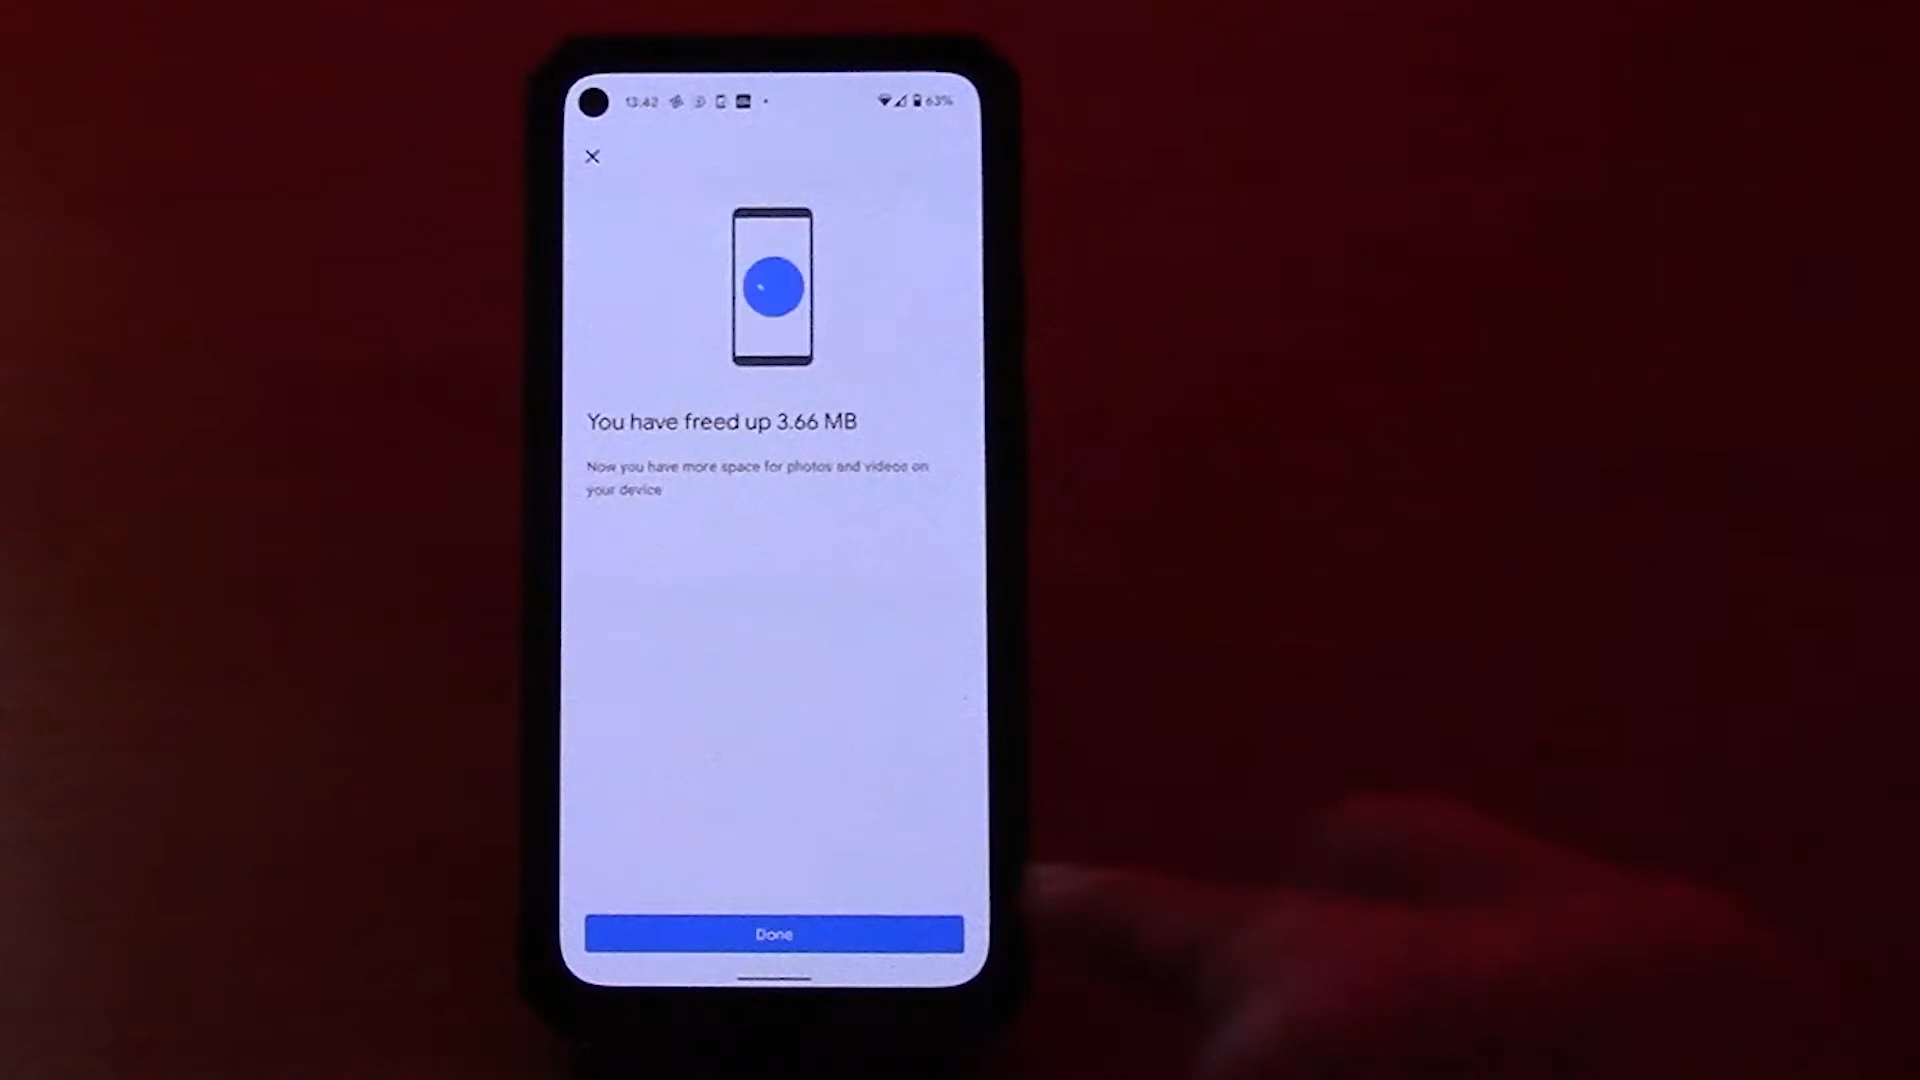 13:42
63%
You have freed up 3.66 MB
Now you have more space for photos and videos on
your device
Done